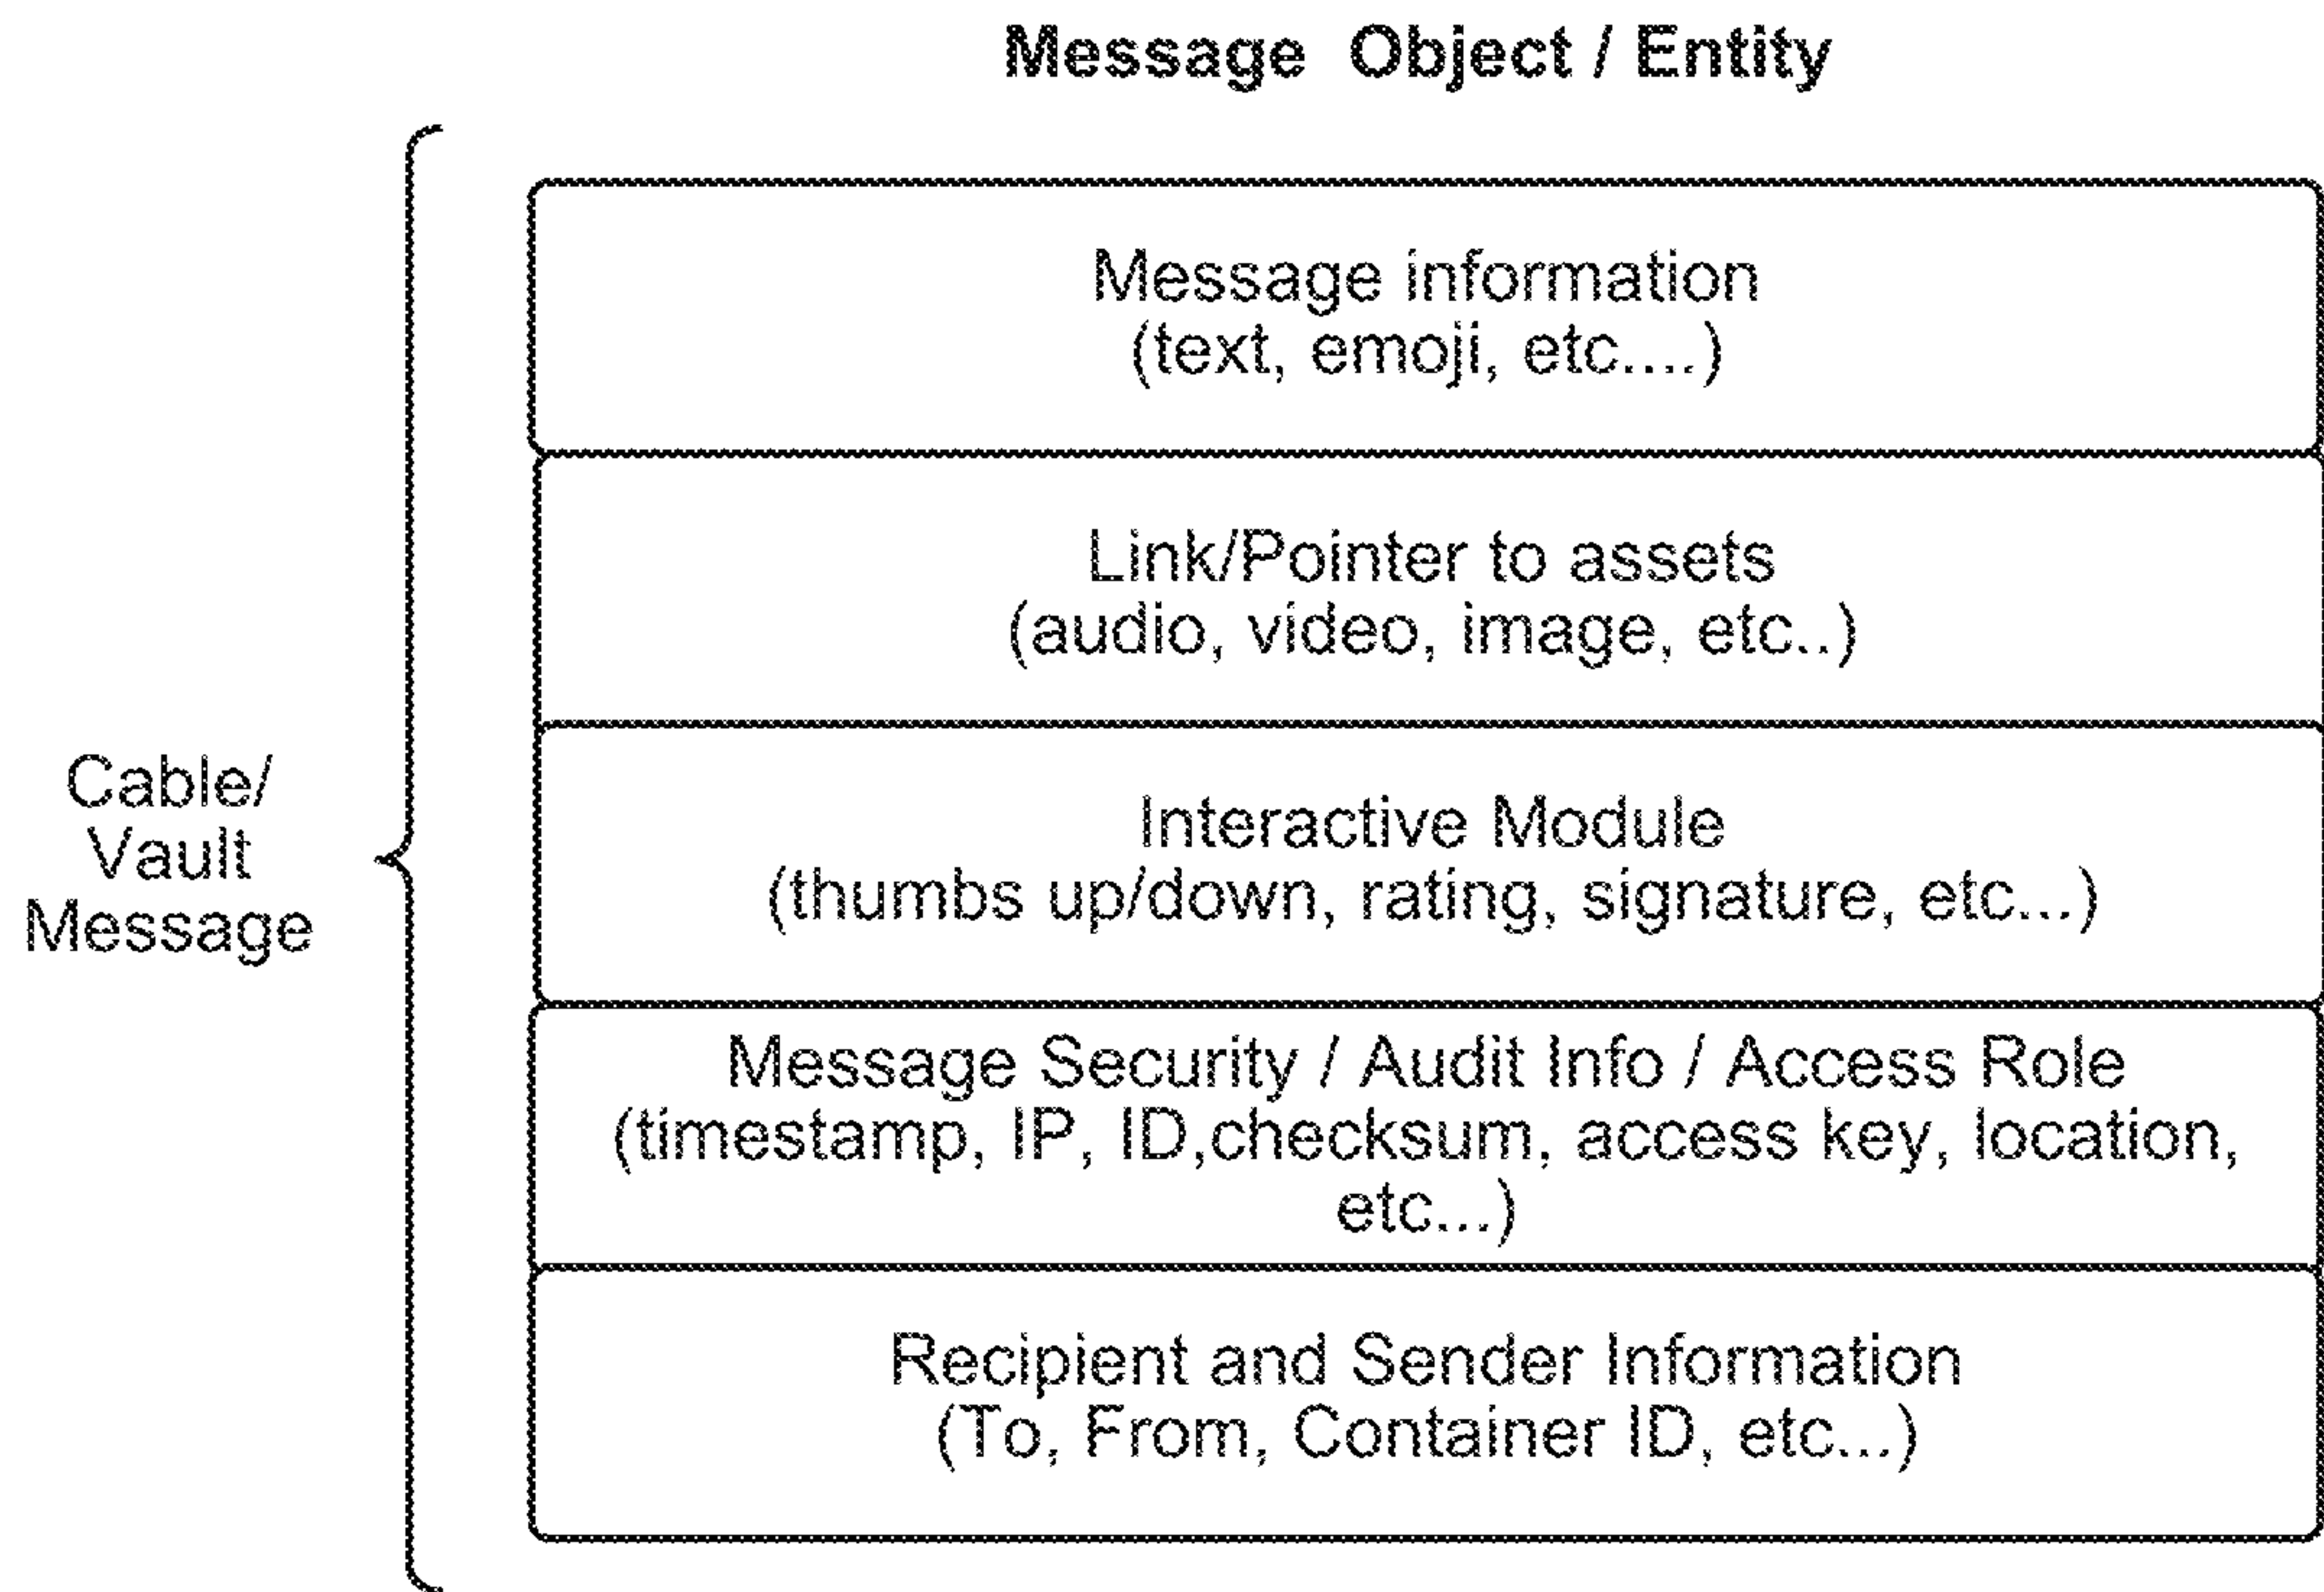 Message Object / Entity
Message information
(text, emoji, etc....)
Link/Pointer to assets
(audio, video, image, etc..)
Cable/
Vault
Message
Interactive Module
(thumbs up/down, rating, signature, etc...)
Message Security / Audit Info / Access Role
(timestamp, IP, ID,checksum, access key, location,
etc...)
Recipient and Sender Information
(To, From, Container ID, etc...)